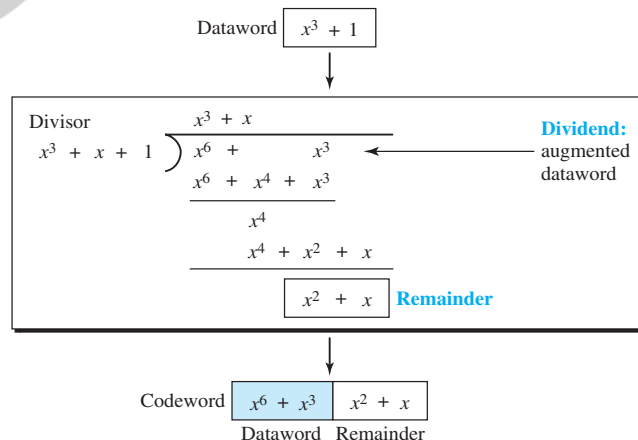 Dataword x³ + 1
x³ + x
Divisor
x³ + x + 1
x⁶ + x³
Dividend:
augmented
dataword
x⁶ + x⁴ + x³
x⁴
x⁴ + x² + x
x² + x Remainder
Codeword x⁶ + x³ x² + x
Dataword Remainder